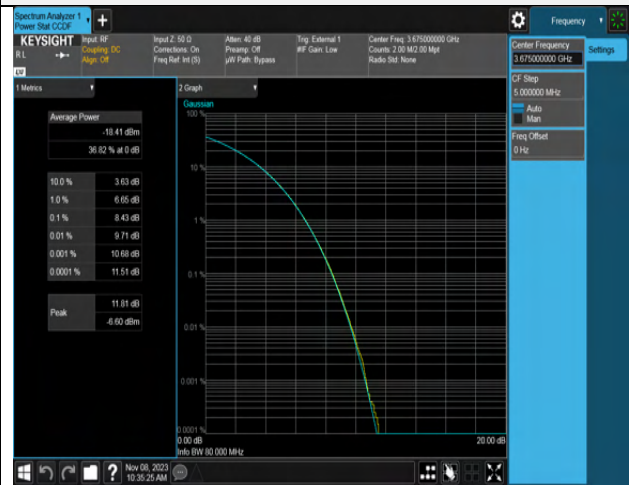 Spectrum Analyzer 1
Power Stat CCDF
+
Frequency
KEYSIGHT
RL
Input: RF
Coupling: DC
Align: Off
Input Z: 50 Ω
Corrections: On
Freq Ref: Int (S)
Atten: 40 dB
Preamp: Off
µW Path: Bypass
Trig: External 1
#IF Gain: Low
Center Freq: 3.675000000 GHz
Counts: 2.00 M/2.00 Mpt
Radio Std: None
LXI
1 Metrics
Average Power
-18.41 dBm
36.82 % at 0 dB
10.0 % 3.63 dB
1.0 % 6.65 dB
0.1 % 8.43 dB
0.01 % 9.71 dB
0.001 % 10.68 dB
0.0001 % 11.51 dB
Peak 11.81 dB
-6.60 dBm
2 Graph
Gaussian
100 %
10 %
1 %
0.1 %
0.01 %
0.001 %
0.0001 %
0.00 dB 20.00 dB
Info BW 80.000 MHz
Center Frequency
3.675000000 GHz
Settings
CF Step
5.000000 MHz
Auto
Man
Freq Offset
0 Hz
?
Nov 08, 2023
10:35:25 AM